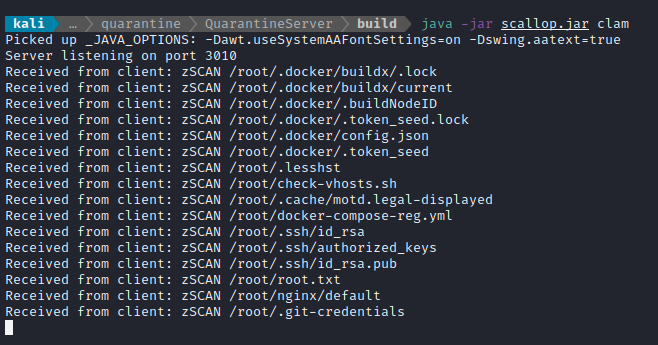 kali … quarantine QuarantineServer build java -jar scallop.jar clam
Picked up _JAVA_OPTIONS: -Dawt.useSystemAAFontSettings=on -Dswing.aatext=true
Server listening on port 3010
Received from client: zSCAN /root/.docker/buildx/.lock
Received from client: zSCAN /root/.docker/buildx/current
Received from client: zSCAN /root/.docker/.buildNodeID
Received from client: zSCAN /root/.docker/.token_seed.lock
Received from client: zSCAN /root/.docker/config.json
Received from client: zSCAN /root/.docker/.token_seed
Received from client: zSCAN /root/.lesshst
Received from client: zSCAN /root/check-vhosts.sh
Received from client: zSCAN /root/.cache/motd.legal-displayed
Received from client: zSCAN /root/docker-compose-reg.yml
Received from client: zSCAN /root/.ssh/id_rsa
Received from client: zSCAN /root/.ssh/authorized_keys
Received from client: zSCAN /root/.ssh/id_rsa.pub
Received from client: zSCAN /root/root.txt
Received from client: zSCAN /root/nginx/default
Received from client: zSCAN /root/.git-credentials